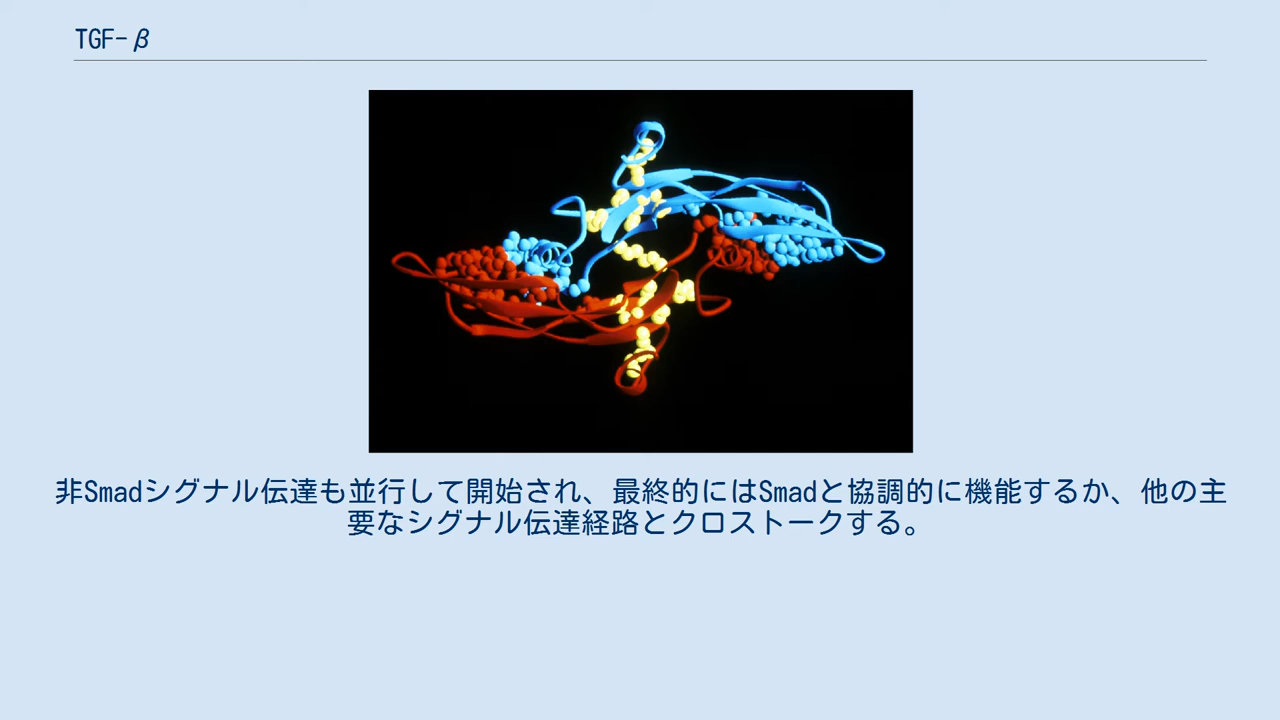 TGF-β
非Smadシグナル伝達も並行して開始され、最終的にはSmadと協調的に機能するか、他の主
要なシグナル伝達経路とクロストークする。